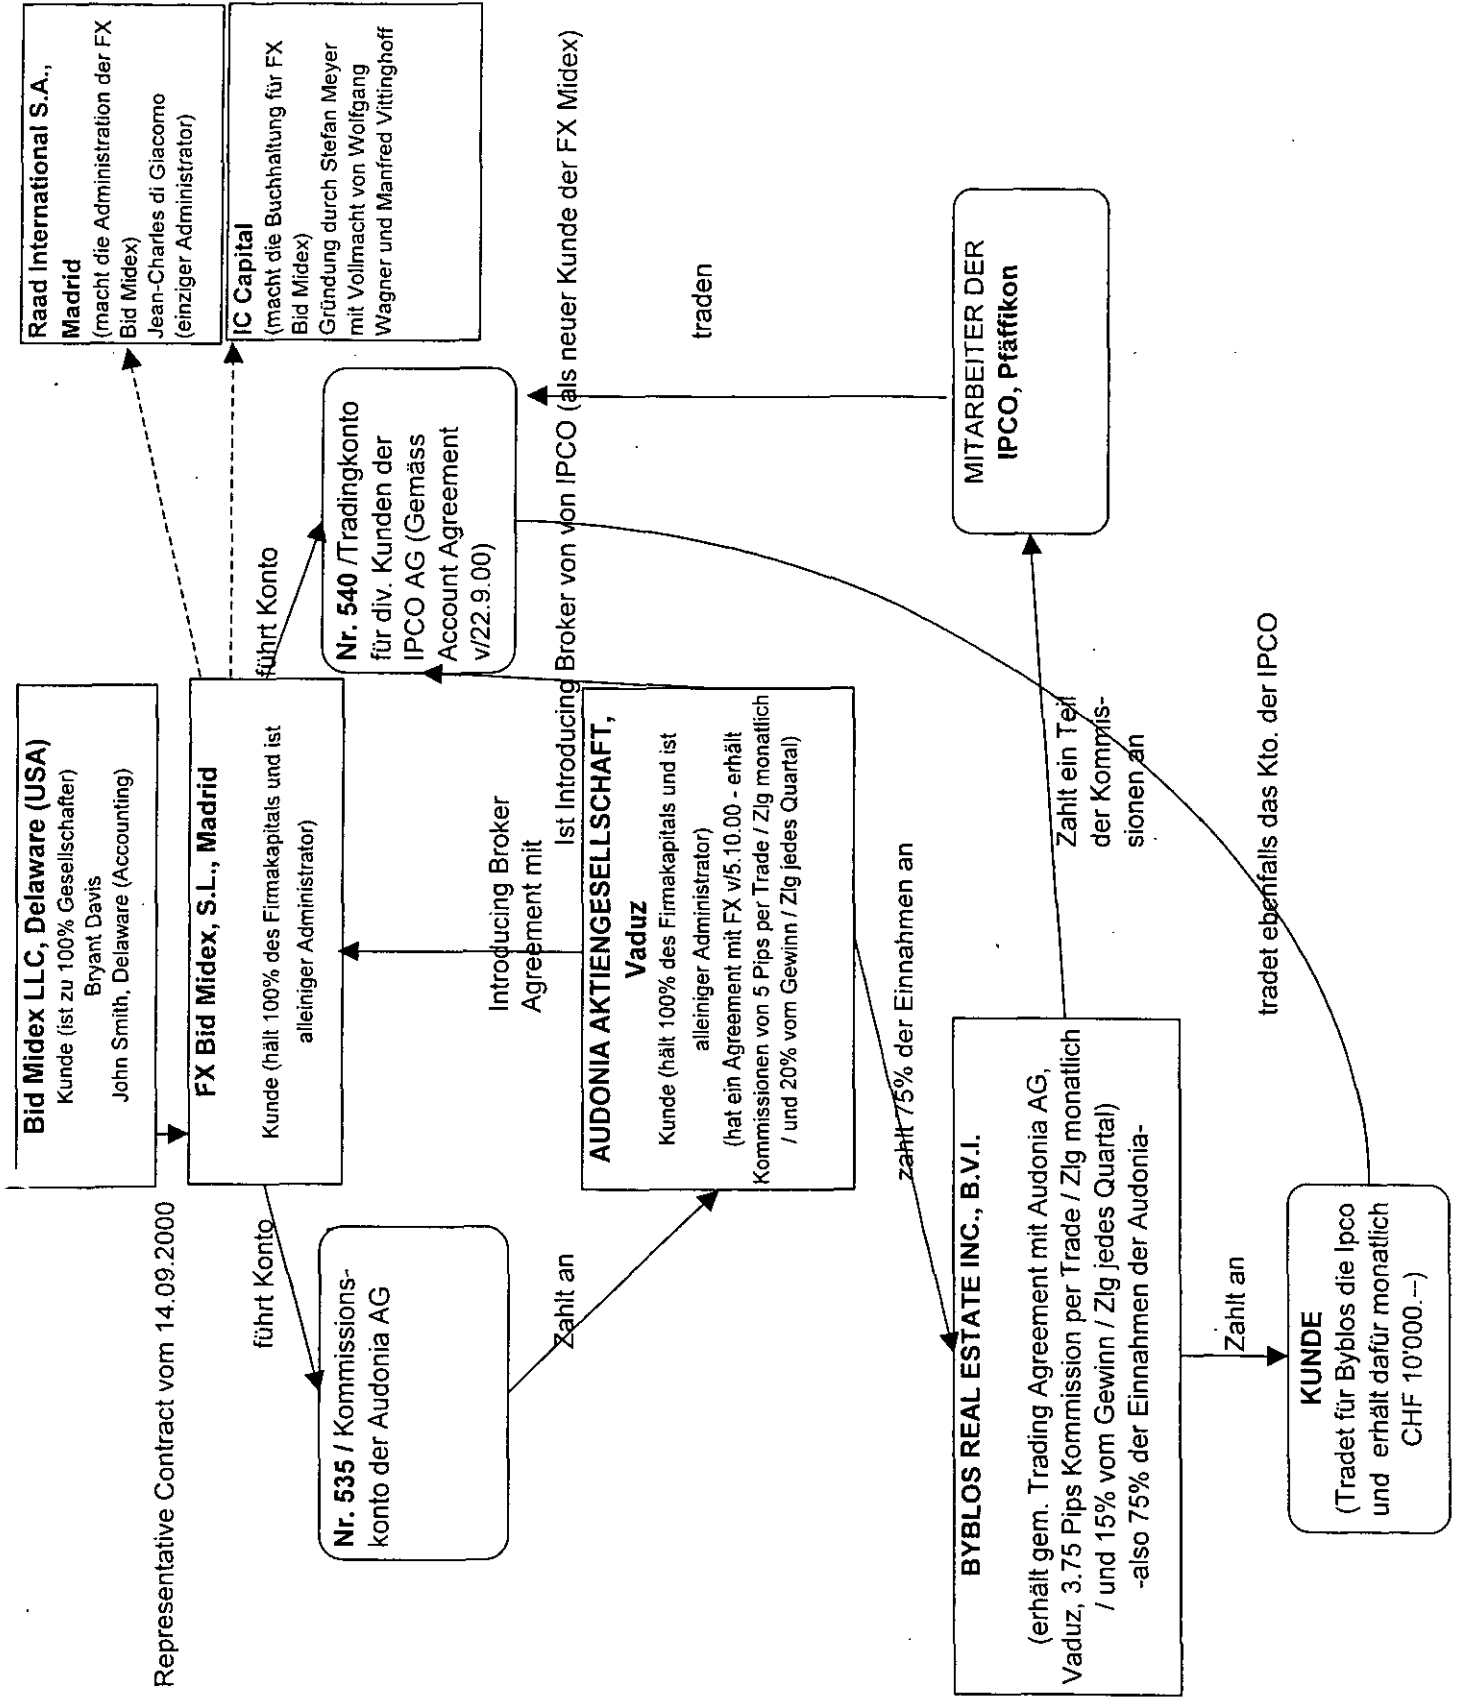 Bid Midex LLC, Delaware (USA)
Kunde (ist zu 100% Gesellschafter)
Bryant Davis
John Smith, Delaware (Accounting)
Representative Contract vom 14.09.2000
FX Bid Midex, S.L., Madrid
Kunde (hält 100% des Firmakapitals und ist
alleiniger Administrator)
Raad International S.A.,
Madrid
(macht die Administration der FX
Bid Midex)
Jean-Charles di Giacomo
(einziger Administrator)
IC Capital
(macht die Buchhaltung für FX
Bid Midex)
Gründung durch Stefan Meyer
mit Vollmacht von Wolfgang
Wagner und Manfred Vittinghoff
führt Konto
führt Konto
Nr. 535 / Kommissions-
konto der Audonia AG
Nr. 540 /Tradingkonto
für div. Kunden der
IPCO AG (Gemäss
Account Agreement
v/22.9.00)
Introducing Broker
Agreement mit
Zahlt an
Ist Introducing Broker von von IPCO (als neuer Kunde der FX Midex)
AUDONIA AKTIENGESELLSCHAFT,
Vaduz
Kunde (hält 100% des Firmakapitals und ist
alleiniger Administrator)
(hat ein Agreement mit FX v/5.10.00 - erhält
Kommissionen von 5 Pips per Trade / Zlg monatlich
/ und 20% vom Gewinn / Zlg jedes Quartal)
traden
zahlt 75% der Einnahmen an
BYBLOS REAL ESTATE INC., B.V.I.
(erhält gem. Trading Agreement mit Audonia AG,
Vaduz, 3.75 Pips Kommission per Trade / Zlg monatlich
/ und 15% vom Gewinn / Zlg jedes Quartal)
-also 75% der Einnahmen der Audonia-
MITARBEITER DER
IPCO, Pfäffikon
Zahlt ein Teil
der Kommis-
sionen an
Zahlt an
tradet ebenfalls das Kto. der IPCO
KUNDE
(Tradet für Byblos die Ipco
und erhält dafür monatlich
CHF 10'000.--)